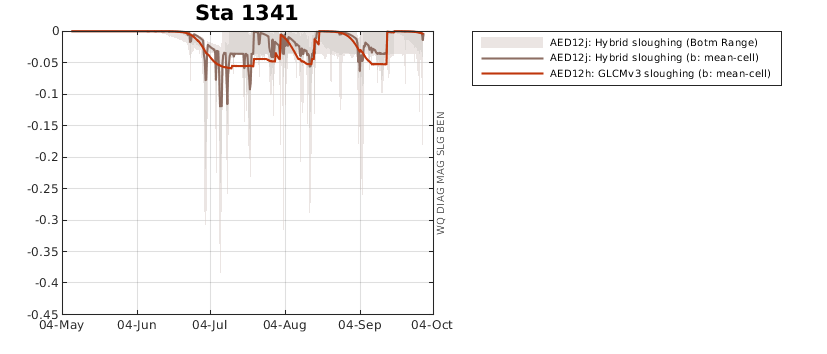 Sta 1341
0
-0.05
-0.1
-0.15
-0.2
-0.25
-0.3
-0.35
-0.4
-0.45
04-May 04-Jun 04-Jul 04-Aug 04-Sep 04-Oct
WQ DIAG MAG SLG BEN
AED12j: Hybrid sloughing (Botm Range)
AED12j: Hybrid sloughing (b: mean-cell)
AED12h: GLCMv3 sloughing (b: mean-cell)